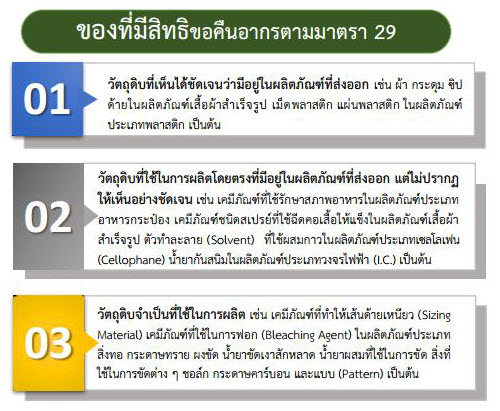 ของที่มีสิทธิขอคืนอากรตามมาตรา 29
01
วัตถุดิบที่เห็นได้ชัดเจนว่ามีอยู่ในผลิตภัณฑ์ที่ส่งออก เช่น ผ้า กระดุม ซิป
ด้ายในผลิตภัณฑ์เสื้อผ้าสำเร็จรูป เม็ดพลาสติก แผ่นพลาสติก ในผลิตภัณฑ์
ประเภทพลาสติก เป็นต้น
02
วัตถุดิบที่ใช้ในการผลิตโดยตรงที่มีอยู่ในผลิตภัณฑ์ที่ส่งออก แต่ไม่ปรากฏ
ให้เห็นอย่างชัดเจน เช่น เคมีภัณฑ์ที่ใช้รักษาสภาพอาหารในผลิตภัณฑ์ประเภท
อาหารกระป๋อง เคมีภัณฑ์ชนิดสเปรย์ที่ใช้ฉีดคอเสื้อให้แข็งในผลิตภัณฑ์เสื้อผ้า
สำเร็จรูป ตัวทำละลาย (Solvent) ที่ใช้ผสมกาวในผลิตภัณฑ์ประเภทเซลโลเฟน
(Cellophane) น้ำยากันสนิมในผลิตภัณฑ์ประเภทวงจรไฟฟ้า (I.C.) เป็นต้น
03
วัตถุดิบจำเป็นที่ใช้ในการผลิต เช่น เคมีภัณฑ์ที่ทำให้เส้นด้ายเหนียว (Sizing
Material) เคมีภัณฑ์ที่ใช้ในการฟอก (Bleaching Agent) ในผลิตภัณฑ์ประเภท
สิ่งทอ กระดาษทราย ผงขัด น้ำยาขัดเงาสักหลาด น้ำยาผสมที่ใช้ในการขัด สิ่งที่
ใช้ในการขัดต่าง ๆ ชอล์ก กระดาษคาร์บอน และแบบ (Pattern) เป็นต้น